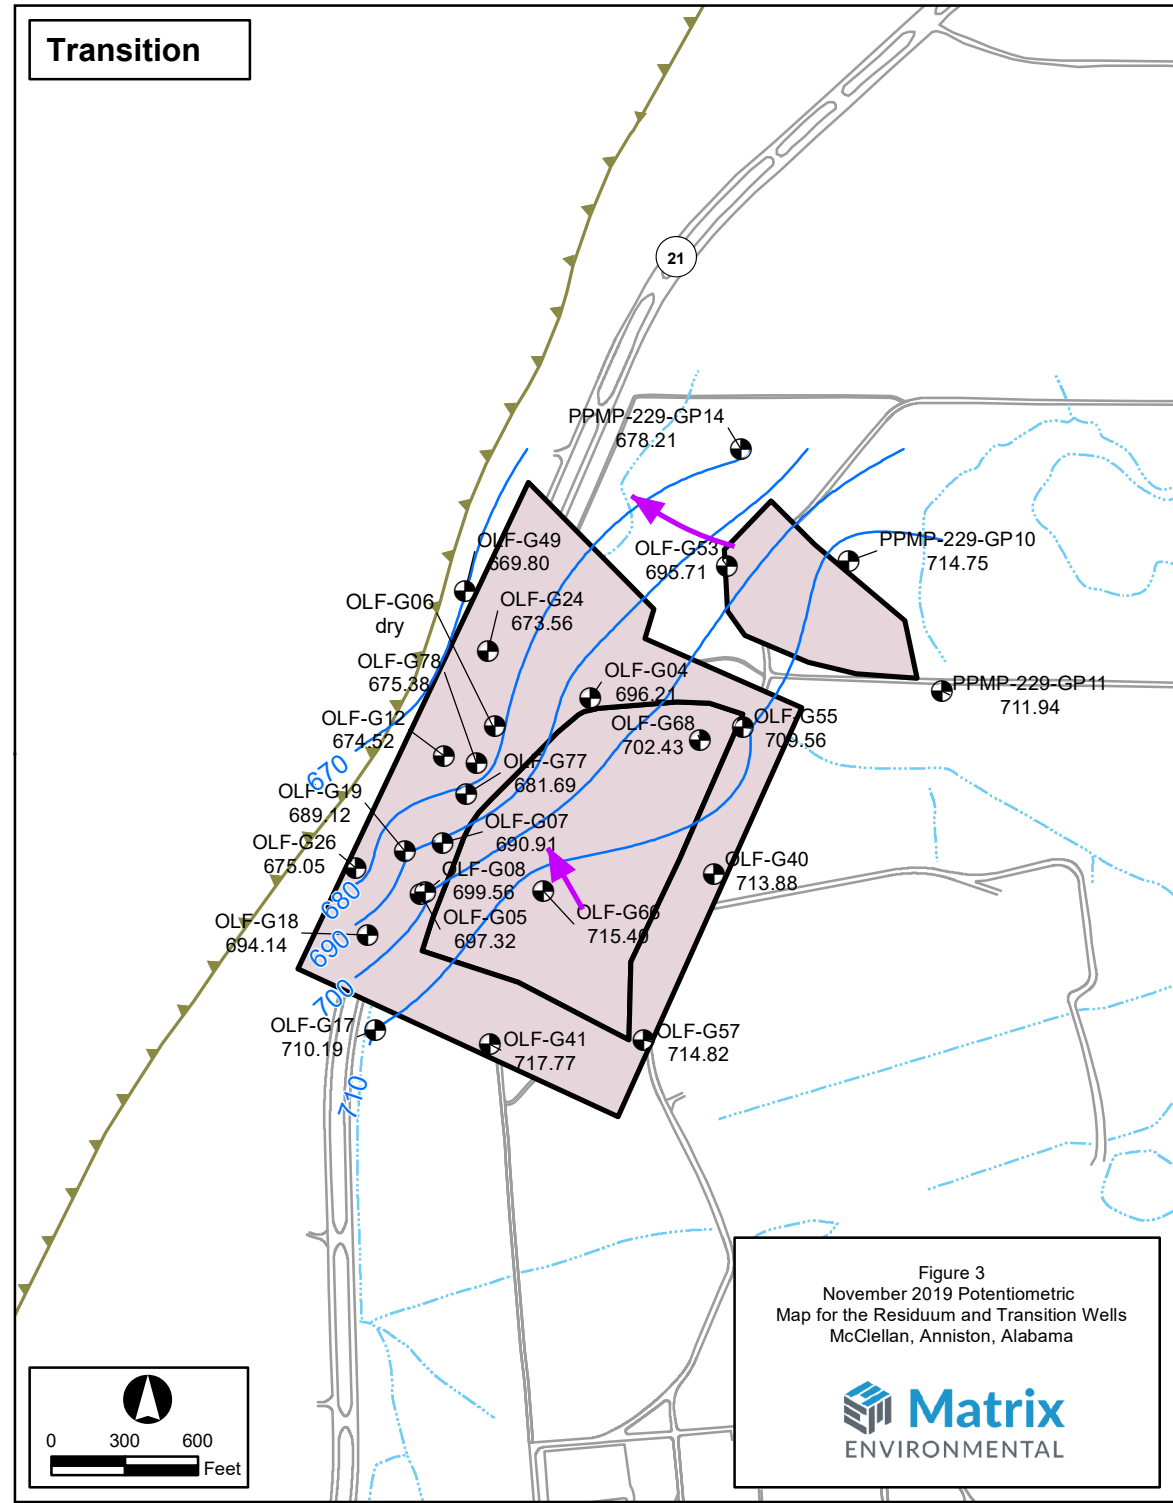 Transition
21
PPMP-229-GP14
678.21
OLF-G49
669.80
OLF-G53
695.71
PPMP-229-GP10
714.75
OLF-G06
dry
OLF-G24
673.56
OLF-G78
675.38
OLF-G04
696.21
PPMP-229-GP11
711.94
OLF-G12
674.52
OLF-G68
702.43
OLF-G55
709.56
670
OLF-G77
681.69
OLF-G19
689.12
OLF-G07
690.91
OLF-G26
675.05
OLF-G08
699.56
OLF-G40
713.88
680
OLF-G05
697.32
OLF-G66
715.40
OLF-G18
694.14
690
700
OLF-G17
710.19
OLF-G41
717.77
OLF-G57
714.82
710
Figure 3
November 2019 Potentiometric
Map for the Residuum and Transition Wells
McClellan, Anniston, Alabama
Matrix
ENVIRONMENTAL
0 300 600
Feet